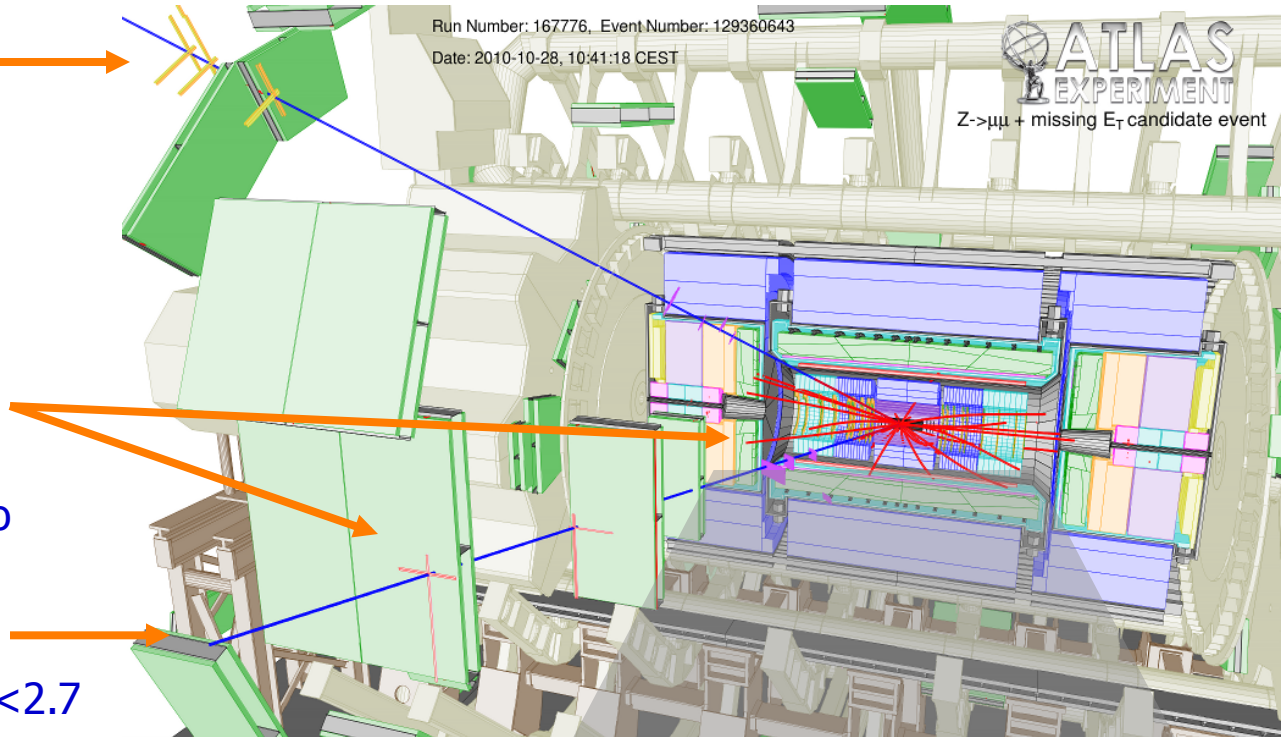 Run Number: 167776, Event Number: 129360643
Date: 2010-10-28, 10:41:18 CEST
ATLAS
EXPERIMENT
Z->μμ + missing E_T candidate event
<2.7